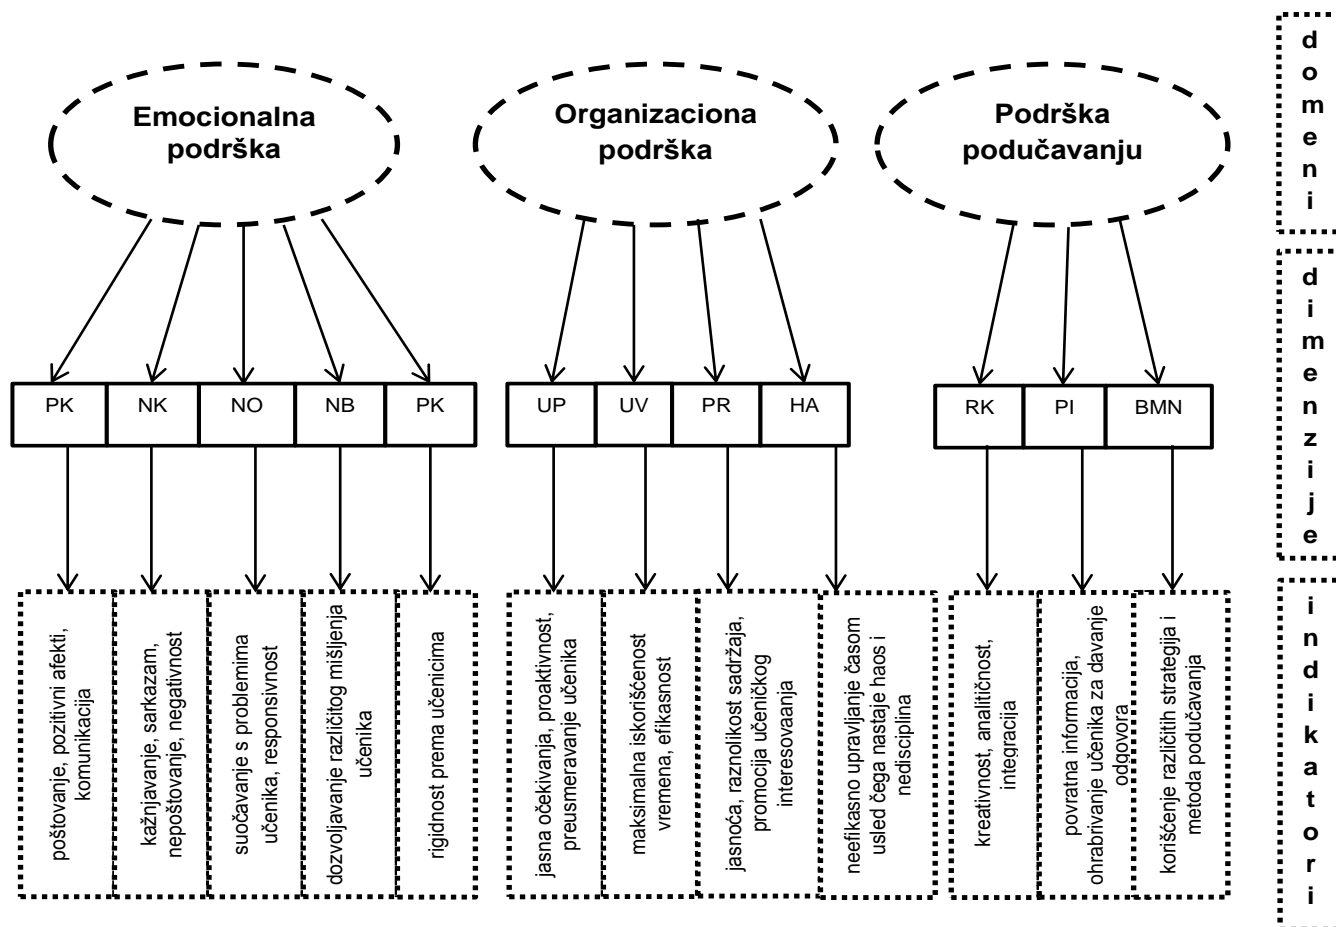 Emocionalna
podrška
Organizaciona
podrška
Podrška
podučavanju
domeni
PK
NK
NO
NB
PK
UP
UV
PR
HA
RK
PI
BMN
dimenzije
poštovanje, pozitivni afekti,
komunikacija
kažnjavanje, sarkazam,
nepoštovanje, negativnost
suočavanje s problemima
učenika, responsivnost
dozvoljavanje različitog mišljenja
učenika
rigidnost prema učenicima
jasna očekivanja, proaktivnost,
preusmeravanje učenika
maksimalna iskorišćenost
vremena, efikasnost
jasnoća, raznolikost sadržaja,
promocija učeničkog
interesovaanja
neefikasno upravljanje časom
usled čega nastaje haos i
nedisciplina
kreativnost, analitičnost,
integracija
povratna informacija,
ohrabrivanje učenika za davanje
odgovora
korišćenje različitih strategija i
metoda podučavanja
indikatori